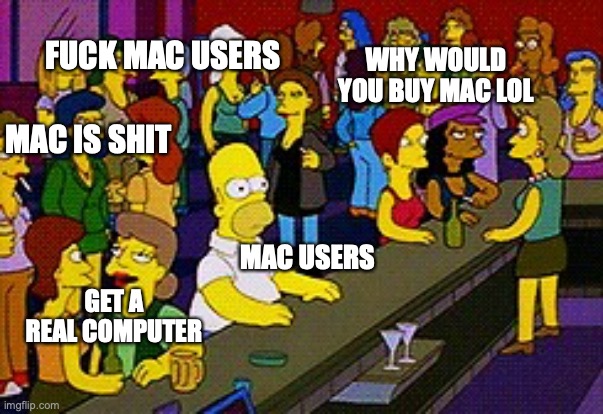 FUCK MAC USERS
WHY WOULD
YOU BUY MAC LOL
MAC IS SHIT
MAC USERS
GET A
REAL COMPUTER
imgflip.com